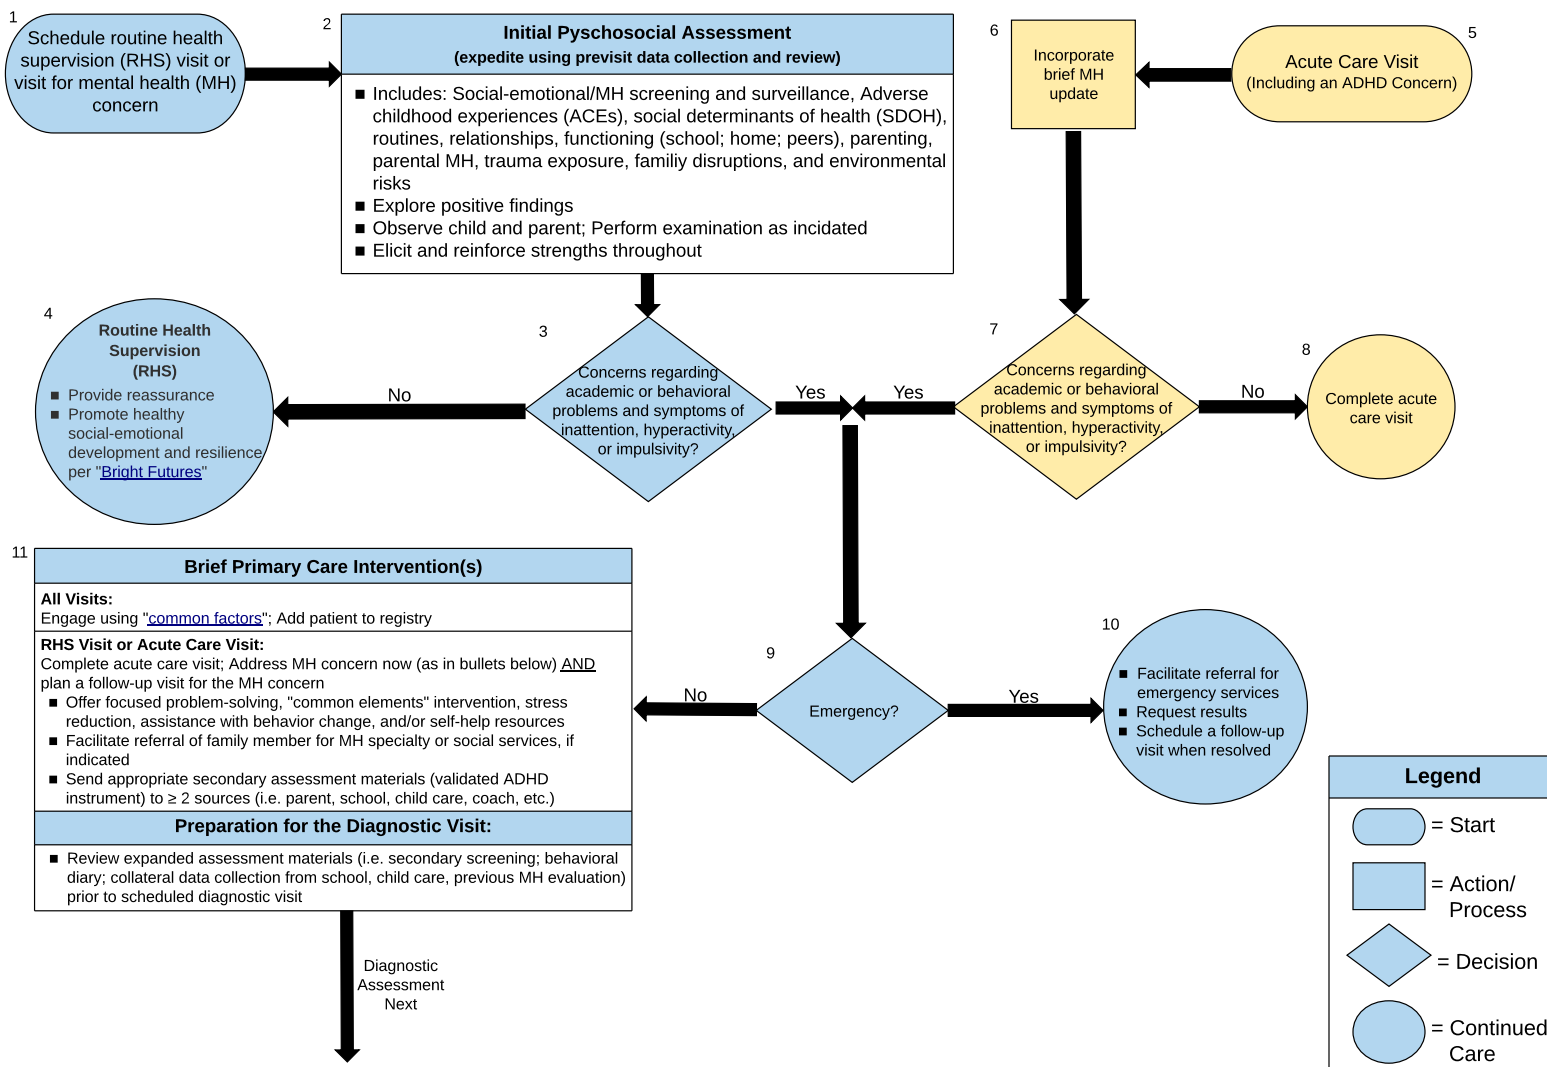 1
Schedule routine health
supervision (RHS) visit or
visit for mental health (MH)
concern
2
Initial Pyschosocial Assessment
(expedite using previsit data collection and review)
■ Includes: Social-emotional/MH screening and surveillance, Adverse
childhood experiences (ACEs), social determinants of health (SDOH),
routines, relationships, functioning (school; home; peers), parenting,
parental MH, trauma exposure, familiy disruptions, and environmental
risks
■ Explore positive findings
■ Observe child and parent; Perform examination as incidated
■ Elicit and reinforce strengths throughout
6
Incorporate
brief MH
update
5
Acute Care Visit
(Including an ADHD Concern)
4
Routine Health
Supervision
(RHS)
■ Provide reassurance
■ Promote healthy
social-emotional
development and resilience
per "Bright Futures"
No
3
Concerns regarding
academic or behavioral
problems and symptoms of
inattention, hyperactivity,
or impulsivity?
Yes
Yes
7
Concerns regarding
academic or behavioral
problems and symptoms of
inattention, hyperactivity,
or impulsivity?
No
8
Complete acute
care visit
11
Brief Primary Care Intervention(s)
All Visits:
Engage using "common factors"; Add patient to registry
RHS Visit or Acute Care Visit:
Complete acute care visit; Address MH concern now (as in bullets below) AND
plan a follow-up visit for the MH concern
■ Offer focused problem-solving, "common elements" intervention, stress
reduction, assistance with behavior change, and/or self-help resources
■ Facilitate referral of family member for MH specialty or social services, if
indicated
■ Send appropriate secondary assessment materials (validated ADHD
instrument) to ≥ 2 sources (i.e. parent, school, child care, coach, etc.)
Preparation for the Diagnostic Visit:
■ Review expanded assessment materials (i.e. secondary screening; behavioral
diary; collateral data collection from school, child care, previous MH evaluation)
prior to scheduled diagnostic visit
No
9
Emergency?
Yes
10
■ Facilitate referral for
emergency services
■ Request results
■ Schedule a follow-up
visit when resolved
Diagnostic
Assessment
Next
Legend
= Start
= Action/
Process
= Decision
= Continued
Care